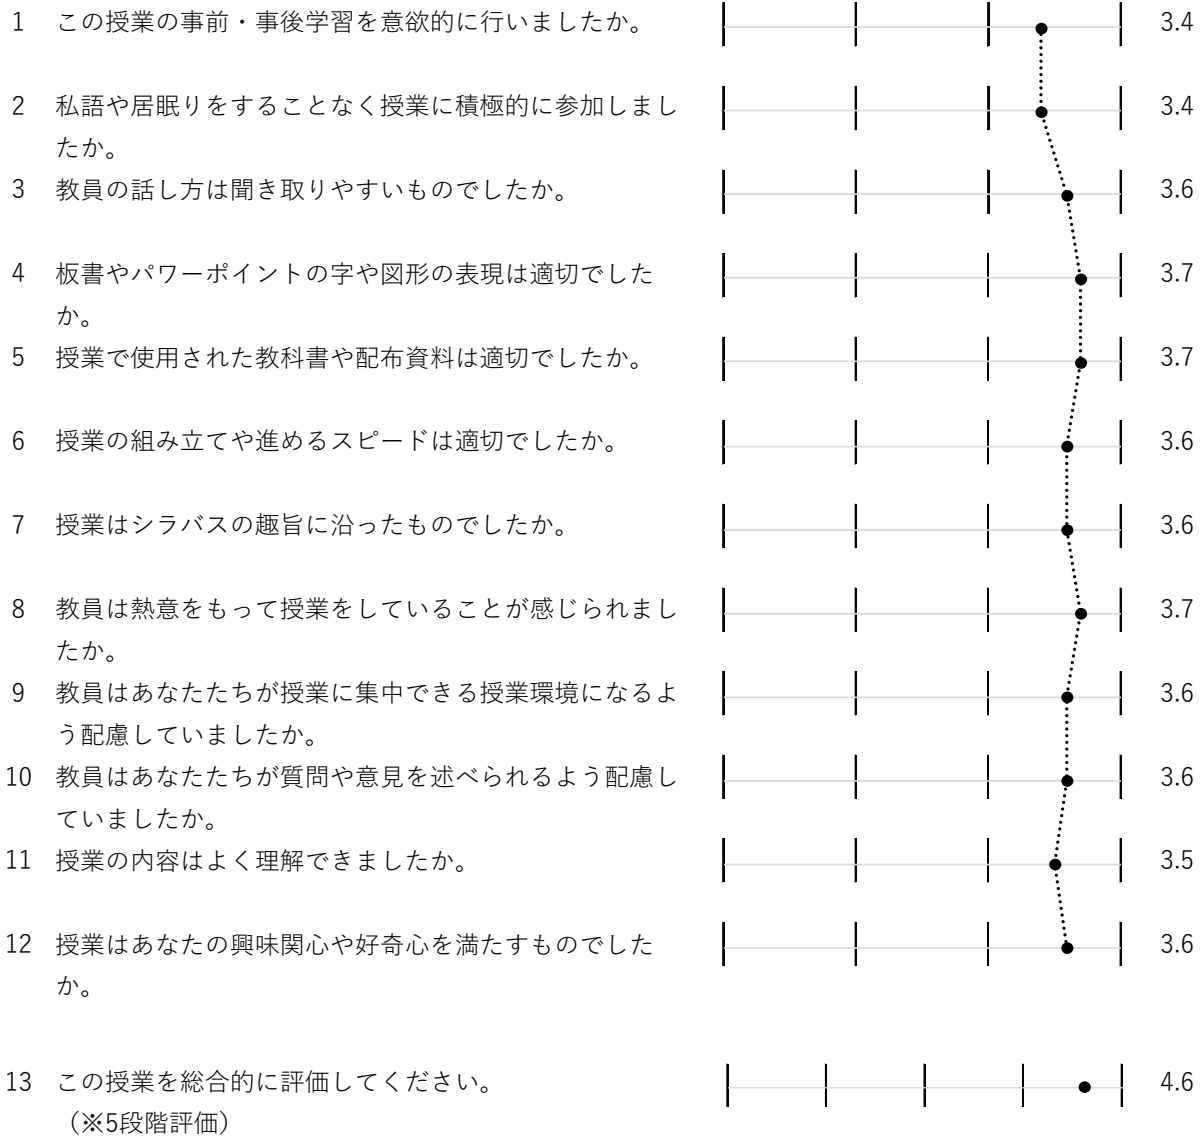 1 この授業の事前・事後学習を意欲的に行いましたか。 3.4
2 私語や居眠りをすることなく授業に積極的に参加しまし 3.4
たか。
3 教員の話し方は聞き取りやすいものでしたか。 3.6
4 板書やパワーポイントの字や図形の表現は適切でした 3.7
か。
5 授業で使用された教科書や配布資料は適切でしたか。 3.7
6 授業の組み立てや進めるスピードは適切でしたか。 3.6
7 授業はシラバスの趣旨に沿ったものでしたか。 3.6
8 教員は熱意をもって授業をしていることが感じられまし 3.7
たか。
9 教員はあなたたちが授業に集中できる授業環境になるよ 3.6
う配慮していましたか。
10 教員はあなたたちが質問や意見を述べられるよう配慮し 3.6
ていましたか。
11 授業の内容はよく理解できましたか。 3.5
12 授業はあなたの興味関心や好奇心を満たすものでした 3.6
か。
13 この授業を総合的に評価してください。 4.6
（※5段階評価）